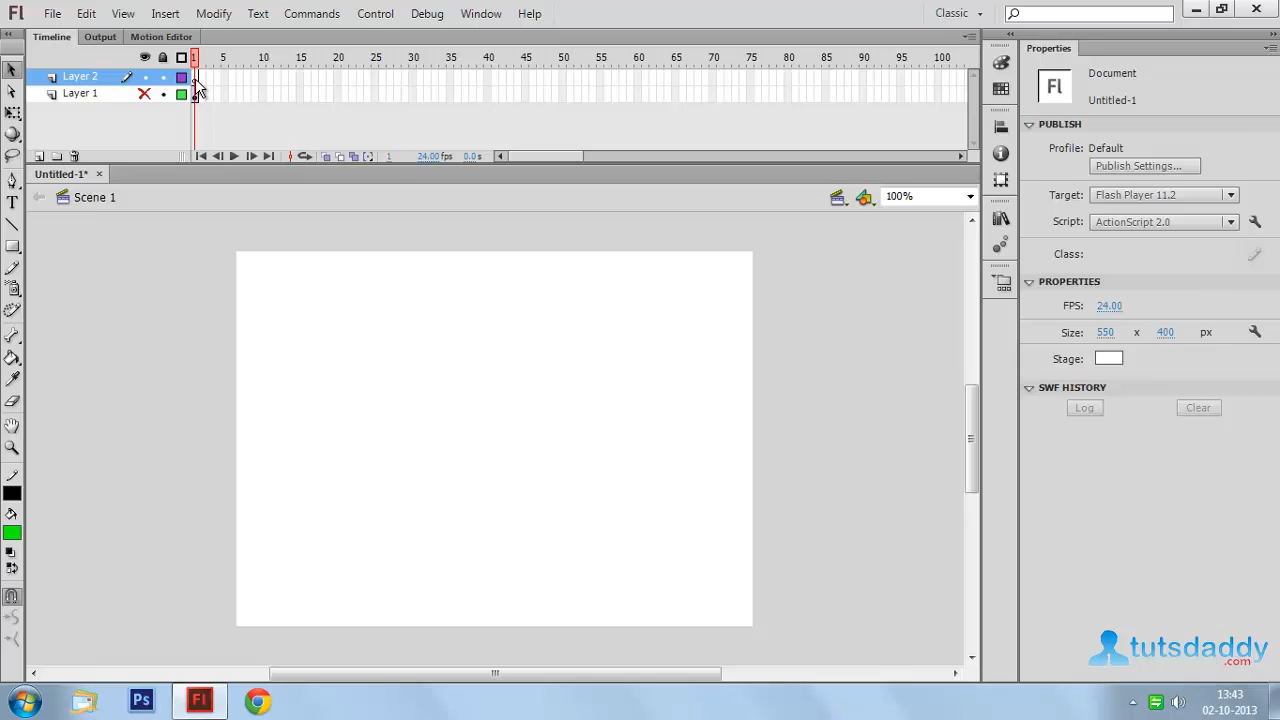 Fl File Edit View Insert Modify Text Commands Control Debug Window Help Classic
Timeline Output Motion Editor
1 5 10 15 20 25 30 35 40 45 50 55 60 65 70 75 80 85 90 95 100
Layer 2
Layer 1
1 24.00 fps 0.0 s
Untitled-1*
Scene 1 100%
T
Properties
Fl
Document
Untitled-1
PUBLISH
Profile: Default
Publish Settings...
Target: Flash Player 11.2
Script: ActionScript 2.0
Class:
PROPERTIES
FPS: 24.00
Size: 550 x 400 px
Stage:
SWF HISTORY
Log Clear
tutsdaddy
.com
Ps Fl
13:43
02-10-2013